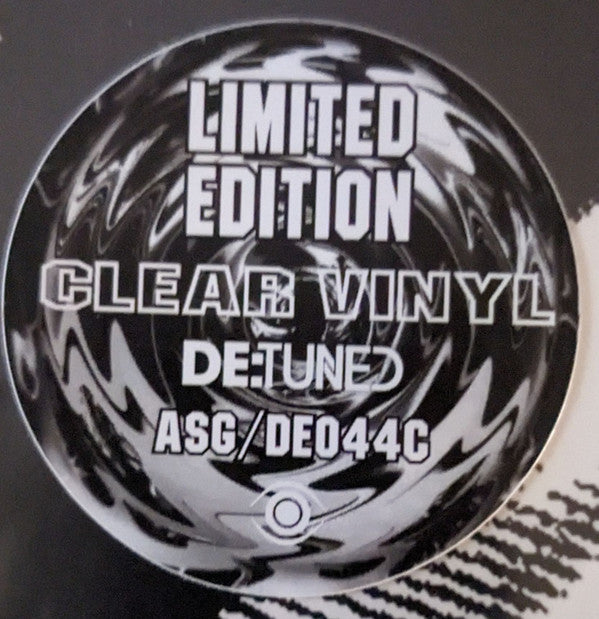 LIMITED
EDITION
CLEAR VINYL
DE:TUNED
ASG/DE044C